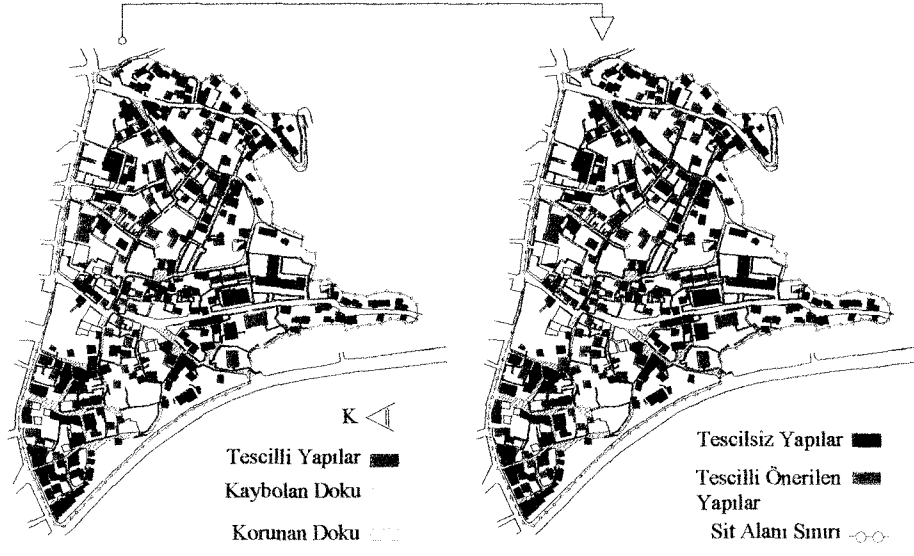 K
Tescilli Yapılar
Kaybolan Doku
Korunan Doku
Tescilsiz Yapılar
Tescilli Önerilen
Yapılar
Sit Alanı Sınırı